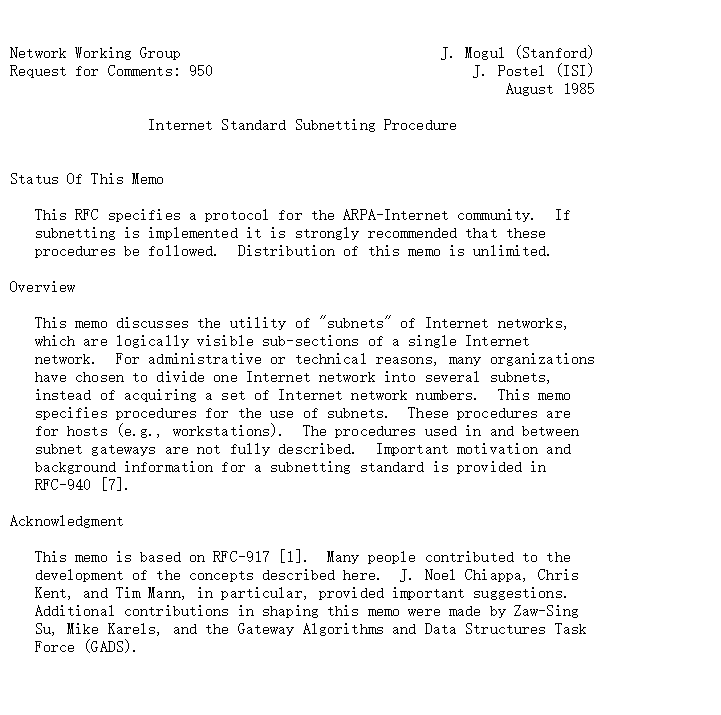 Network Working Group                                J. Mogul (Stanford)
Request for Comments: 950                                J. Postel (ISI)
                                                             August 1985
Internet Standard Subnetting Procedure
Status Of This Memo
This RFC specifies a protocol for the ARPA-Internet community.  If
subnetting is implemented it is strongly recommended that these
procedures be followed.  Distribution of this memo is unlimited.
Overview
This memo discusses the utility of "subnets" of Internet networks,
which are logically visible sub-sections of a single Internet
network.  For administrative or technical reasons, many organizations
have chosen to divide one Internet network into several subnets,
instead of acquiring a set of Internet network numbers.  This memo
specifies procedures for the use of subnets.  These procedures are
for hosts (e.g., workstations).  The procedures used in and between
subnet gateways are not fully described.  Important motivation and
background information for a subnetting standard is provided in
RFC-940 [7].
Acknowledgment
This memo is based on RFC-917 [1].  Many people contributed to the
development of the concepts described here.  J. Noel Chiappa, Chris
Kent, and Tim Mann, in particular, provided important suggestions.
Additional contributions in shaping this memo were made by Zaw-Sing
Su, Mike Karels, and the Gateway Algorithms and Data Structures Task
Force (GADS).